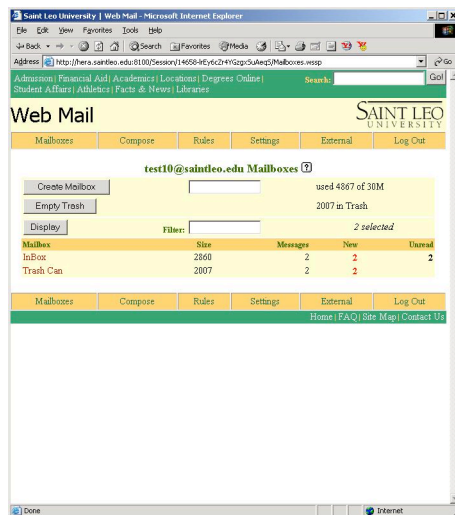 Saint Leo University | Web Mail - Microsoft Internet Explorer
File Edit View Favorites Tools Help
Back Search Favorites Media
Address http://hera.saintleo.edu:8100/Session/14658-lrEy6cZr4YGzgx5uAeq5/Mailboxes.wssp Go
Admission | Financial Aid | Academics | Locations | Degrees Online | Search: Go!
Student Affairs | Athletics | Facts & News | Libraries
Web Mail SAINT LEO
UNIVERSITY
Mailboxes Compose Rules Settings External Log Out
test10@saintleo.edu Mailboxes ?
Create Mailbox used 4867 of 30M
Empty Trash 2007 in Trash
Display Filter: 2 selected
Mailbox Size Messages New Unread
InBox 2860 2 2 2
Trash Can 2007 2 2
Mailboxes Compose Rules Settings External Log Out
Home | FAQ | Site Map | Contact Us
Done Internet